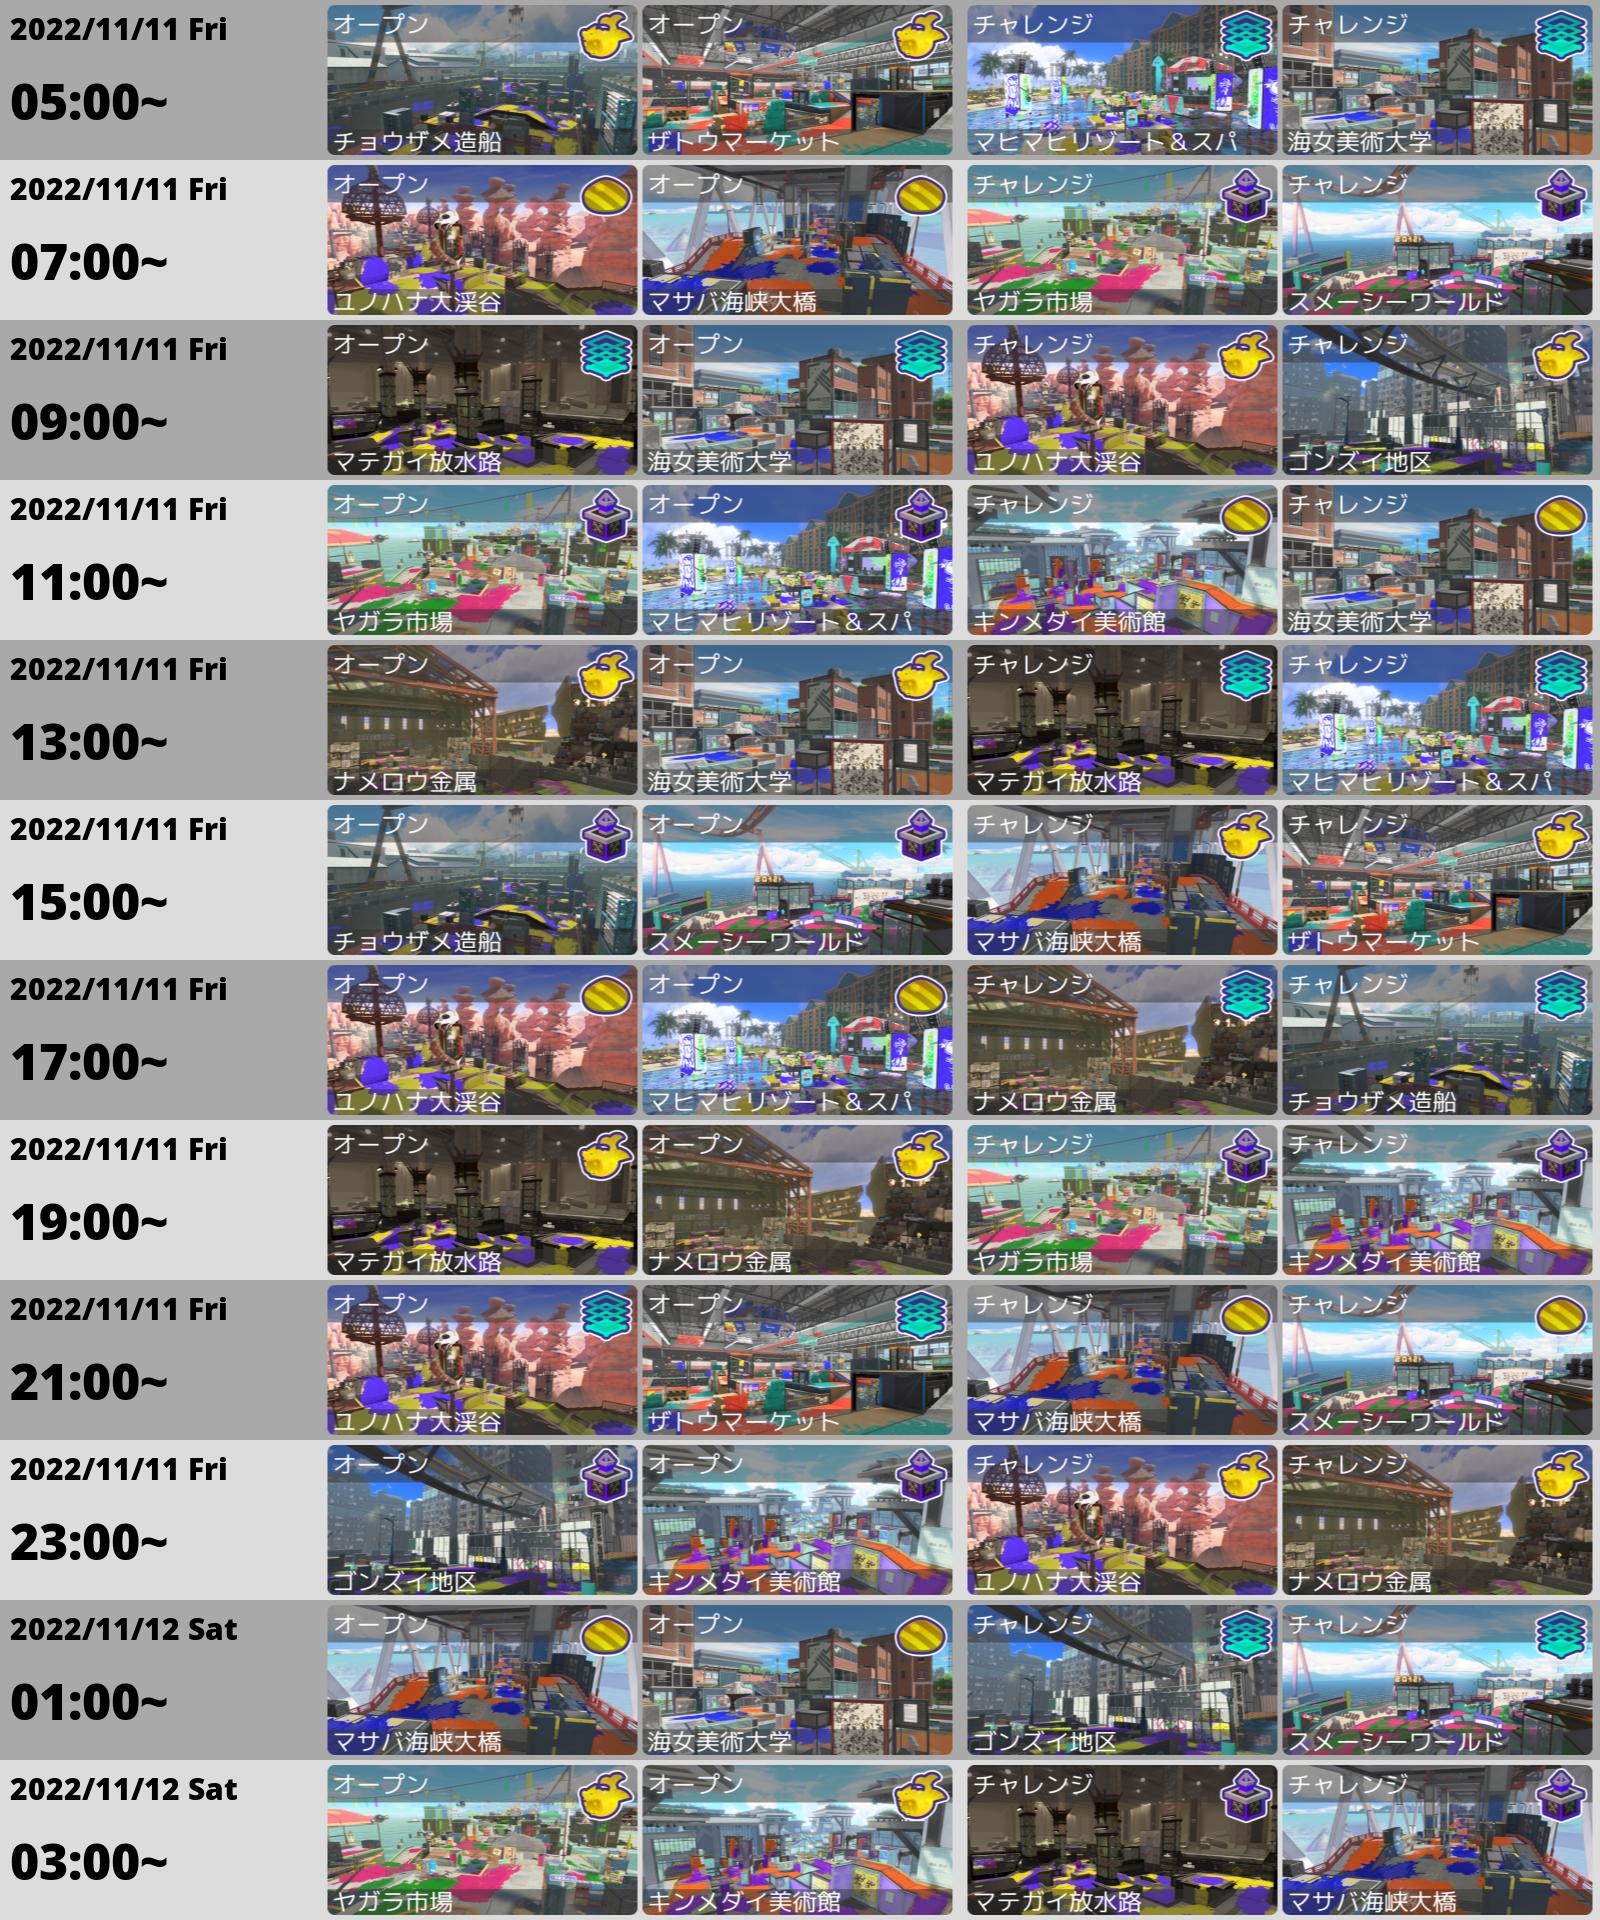 2022/11/11 Fri
05:00~
オープン オープン チャレンジ チャレンジ
チョウザメ造船 ザトウマーケット マヒマヒリゾート＆スパ 海女美術大学
2022/11/11 Fri
07:00~
オープン オープン チャレンジ チャレンジ
ユノハナ大渓谷 マサバ海峡大橋 ヤガラ市場 スメーシーワールド
2022/11/11 Fri
09:00~
オープン オープン チャレンジ チャレンジ
マテガイ放水路 海女美術大学 ユノハナ大渓谷 ゴンズイ地区
2022/11/11 Fri
11:00~
オープン オープン チャレンジ チャレンジ
ヤガラ市場 マヒマヒリゾート＆スパ キンメダイ美術館 海女美術大学
2022/11/11 Fri
13:00~
オープン オープン チャレンジ チャレンジ
ナメロウ金属 海女美術大学 マテガイ放水路 マヒマヒリゾート＆スパ
2022/11/11 Fri
15:00~
オープン オープン チャレンジ チャレンジ
チョウザメ造船 スメーシーワールド マサバ海峡大橋 ザトウマーケット
2022/11/11 Fri
17:00~
オープン オープン チャレンジ チャレンジ
ユノハナ大渓谷 マヒマヒリゾート＆スパ ナメロウ金属 チョウザメ造船
2022/11/11 Fri
19:00~
オープン オープン チャレンジ チャレンジ
マテガイ放水路 ナメロウ金属 ヤガラ市場 キンメダイ美術館
2022/11/11 Fri
21:00~
オープン オープン チャレンジ チャレンジ
ユノハナ大渓谷 ザトウマーケット マサバ海峡大橋 スメーシーワールド
2022/11/11 Fri
23:00~
オープン オープン チャレンジ チャレンジ
ゴンズイ地区 キンメダイ美術館 ユノハナ大渓谷 ナメロウ金属
2022/11/12 Sat
01:00~
オープン オープン チャレンジ チャレンジ
マサバ海峡大橋 海女美術大学 ゴンズイ地区 スメーシーワールド
2022/11/12 Sat
03:00~
オープン オープン チャレンジ チャレンジ
ヤガラ市場 キンメダイ美術館 マテガイ放水路 マサバ海峡大橋